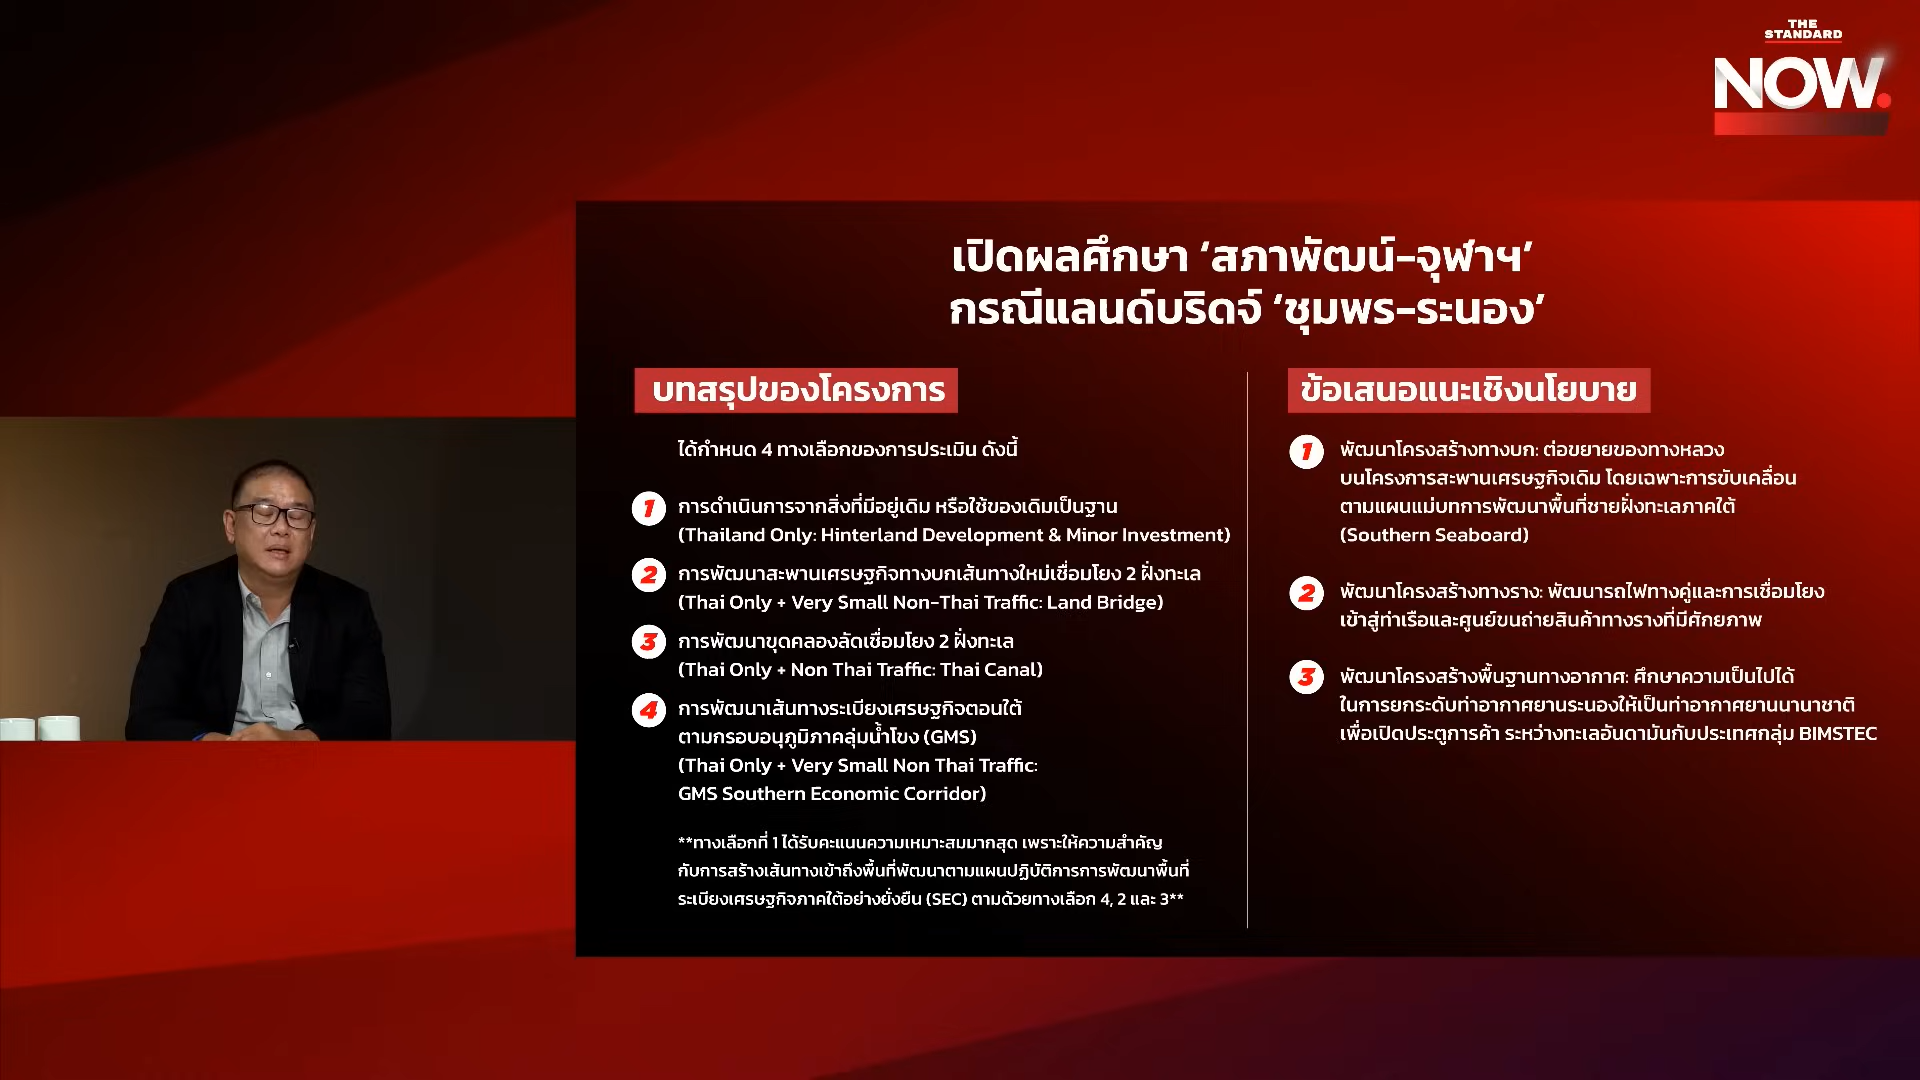 THE
STANDARD
NOW.
เปิดผลศึกษา ‘สภาพัฒน์-จุฬาฯ’
กรณีแลนด์บริดจ์ ‘ชุมพร-ระนอง’
บทสรุปของโครงการ
ได้กำหนด 4 ทางเลือกของการประเมิน ดังนี้
1 การดำเนินการจากสิ่งที่มีอยู่เดิม หรือใช้ของเดิมเป็นฐาน
(Thailand Only: Hinterland Development & Minor Investment)
2 การพัฒนาสะพานเศรษฐกิจทางบกเส้นทางใหม่เชื่อมโยง 2 ฝั่งทะเล
(Thai Only + Very Small Non-Thai Traffic: Land Bridge)
3 การพัฒนาขุดคลองลัดเชื่อมโยง 2 ฝั่งทะเล
(Thai Only + Non Thai Traffic: Thai Canal)
4 การพัฒนาเส้นทางระเบียงเศรษฐกิจตอนใต้
ตามกรอบอนุภูมิภาคลุ่มน้ำโขง (GMS)
(Thai Only + Very Small Non Thai Traffic:
GMS Southern Economic Corridor)
**ทางเลือกที่ 1 ได้รับคะแนนความเหมาะสมมากสุด เพราะให้ความสำคัญ
กับการสร้างเส้นทางเข้าถึงพื้นที่พัฒนาตามแผนปฏิบัติการการพัฒนาพื้นที่
ระเบียงเศรษฐกิจภาคใต้อย่างยั่งยืน (SEC) ตามด้วยทางเลือก 4, 2 และ 3**
ข้อเสนอแนะเชิงนโยบาย
1 พัฒนาโครงสร้างทางบก: ต่อขยายของทางหลวง
บนโครงการสะพานเศรษฐกิจเดิม โดยเฉพาะการขับเคลื่อน
ตามแผนแม่บทการพัฒนาพื้นที่ชายฝั่งทะเลภาคใต้
(Southern Seaboard)
2 พัฒนาโครงสร้างทางราง: พัฒนารถไฟทางคู่และการเชื่อมโยง
เข้าสู่ท่าเรือและศูนย์ขนถ่ายสินค้าทางรางที่มีศักยภาพ
3 พัฒนาโครงสร้างพื้นฐานทางอากาศ: ศึกษาความเป็นไปได้
ในการยกระดับท่าอากาศยานระนองให้เป็นท่าอากาศยานนานาชาติ
เพื่อเปิดประตูการค้า ระหว่างทะเลอันดามันกับประเทศกลุ่ม BIMSTEC